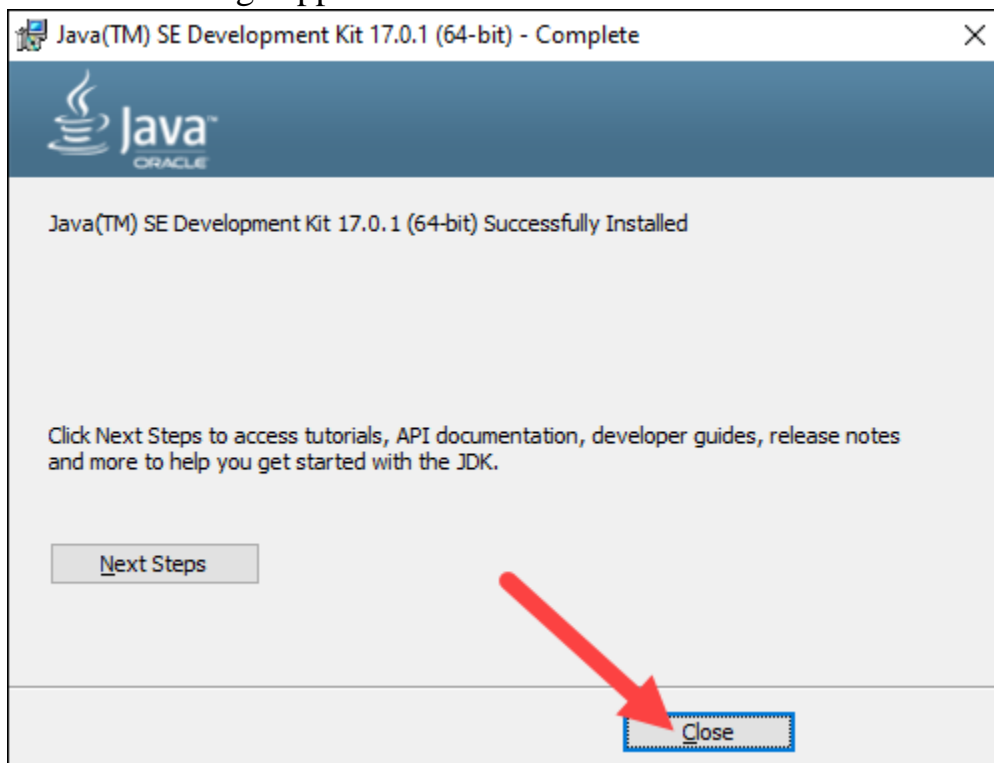 Java(TM) SE Development Kit 17.0.1 (64-bit) - Complete
Java™
ORACLE
Java(TM) SE Development Kit 17.0.1 (64-bit) Successfully Installed
Click Next Steps to access tutorials, API documentation, developer guides, release notes
and more to help you get started with the JDK.
Next Steps
Close